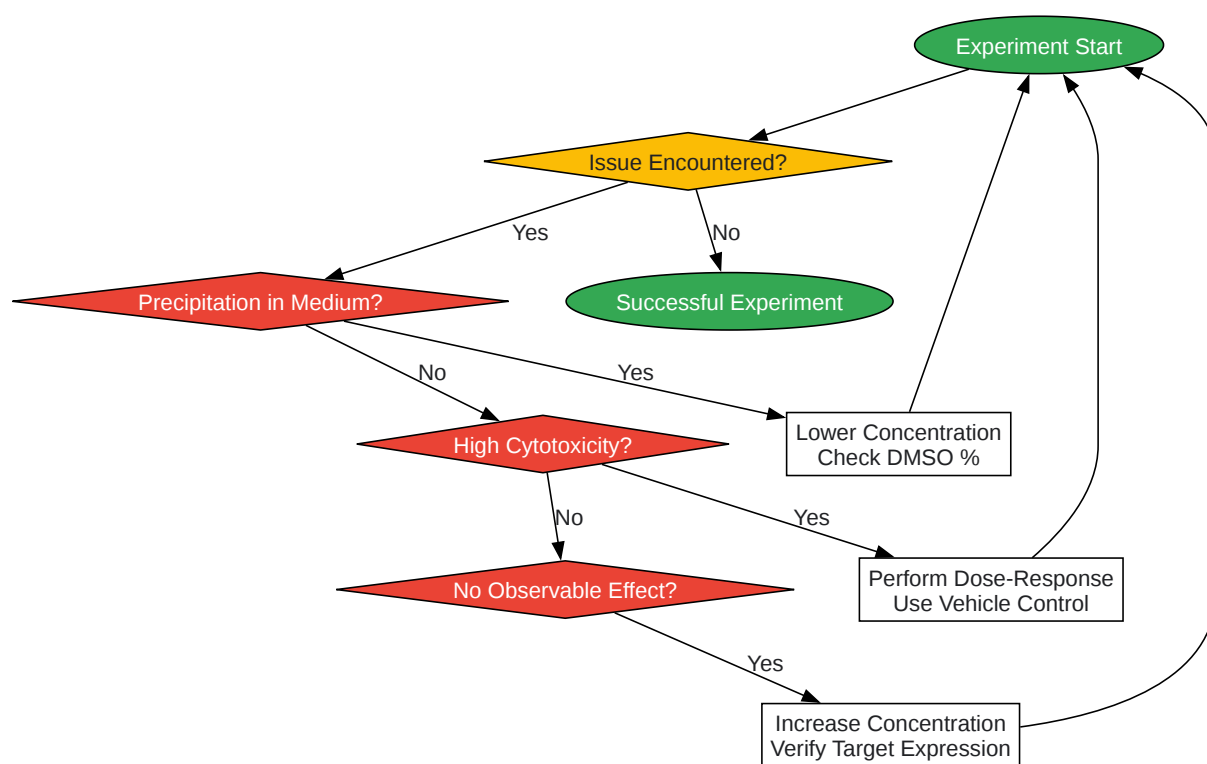 Experiment Start
Issue Encountered?
Yes
No
Precipitation in Medium?
Successful Experiment
No
Yes
High Cytotoxicity?
Lower Concentration
Check DMSO %
No
Yes
No Observable Effect?
Perform Dose-Response
Use Vehicle Control
Yes
Increase Concentration
Verify Target Expression